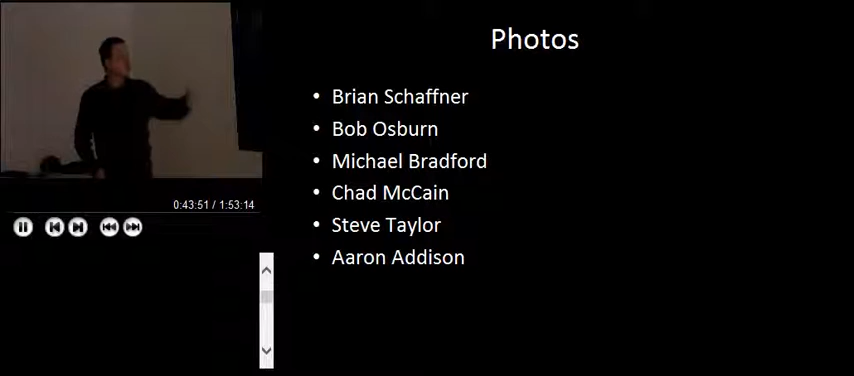 Photos
0:43:51 / 1:53:14
• Brian Schaffner
• Bob Osburn
• Michael Bradford
• Chad McCain
• Steve Taylor
• Aaron Addison